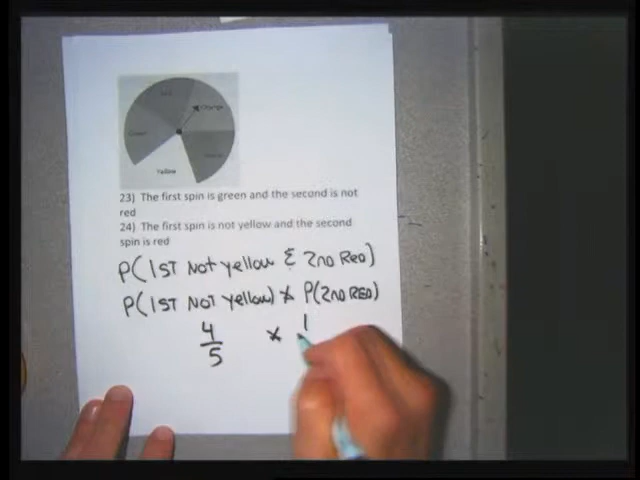 Red
Orange
Green
Yellow
23) The first spin is green and the second is not
red
24) The first spin is not yellow and the second
spin is red
P(1ST Not yellow & 2nd Red)
P(1ST NOT Yellow) × P(2ND RED)
4 × 1
5